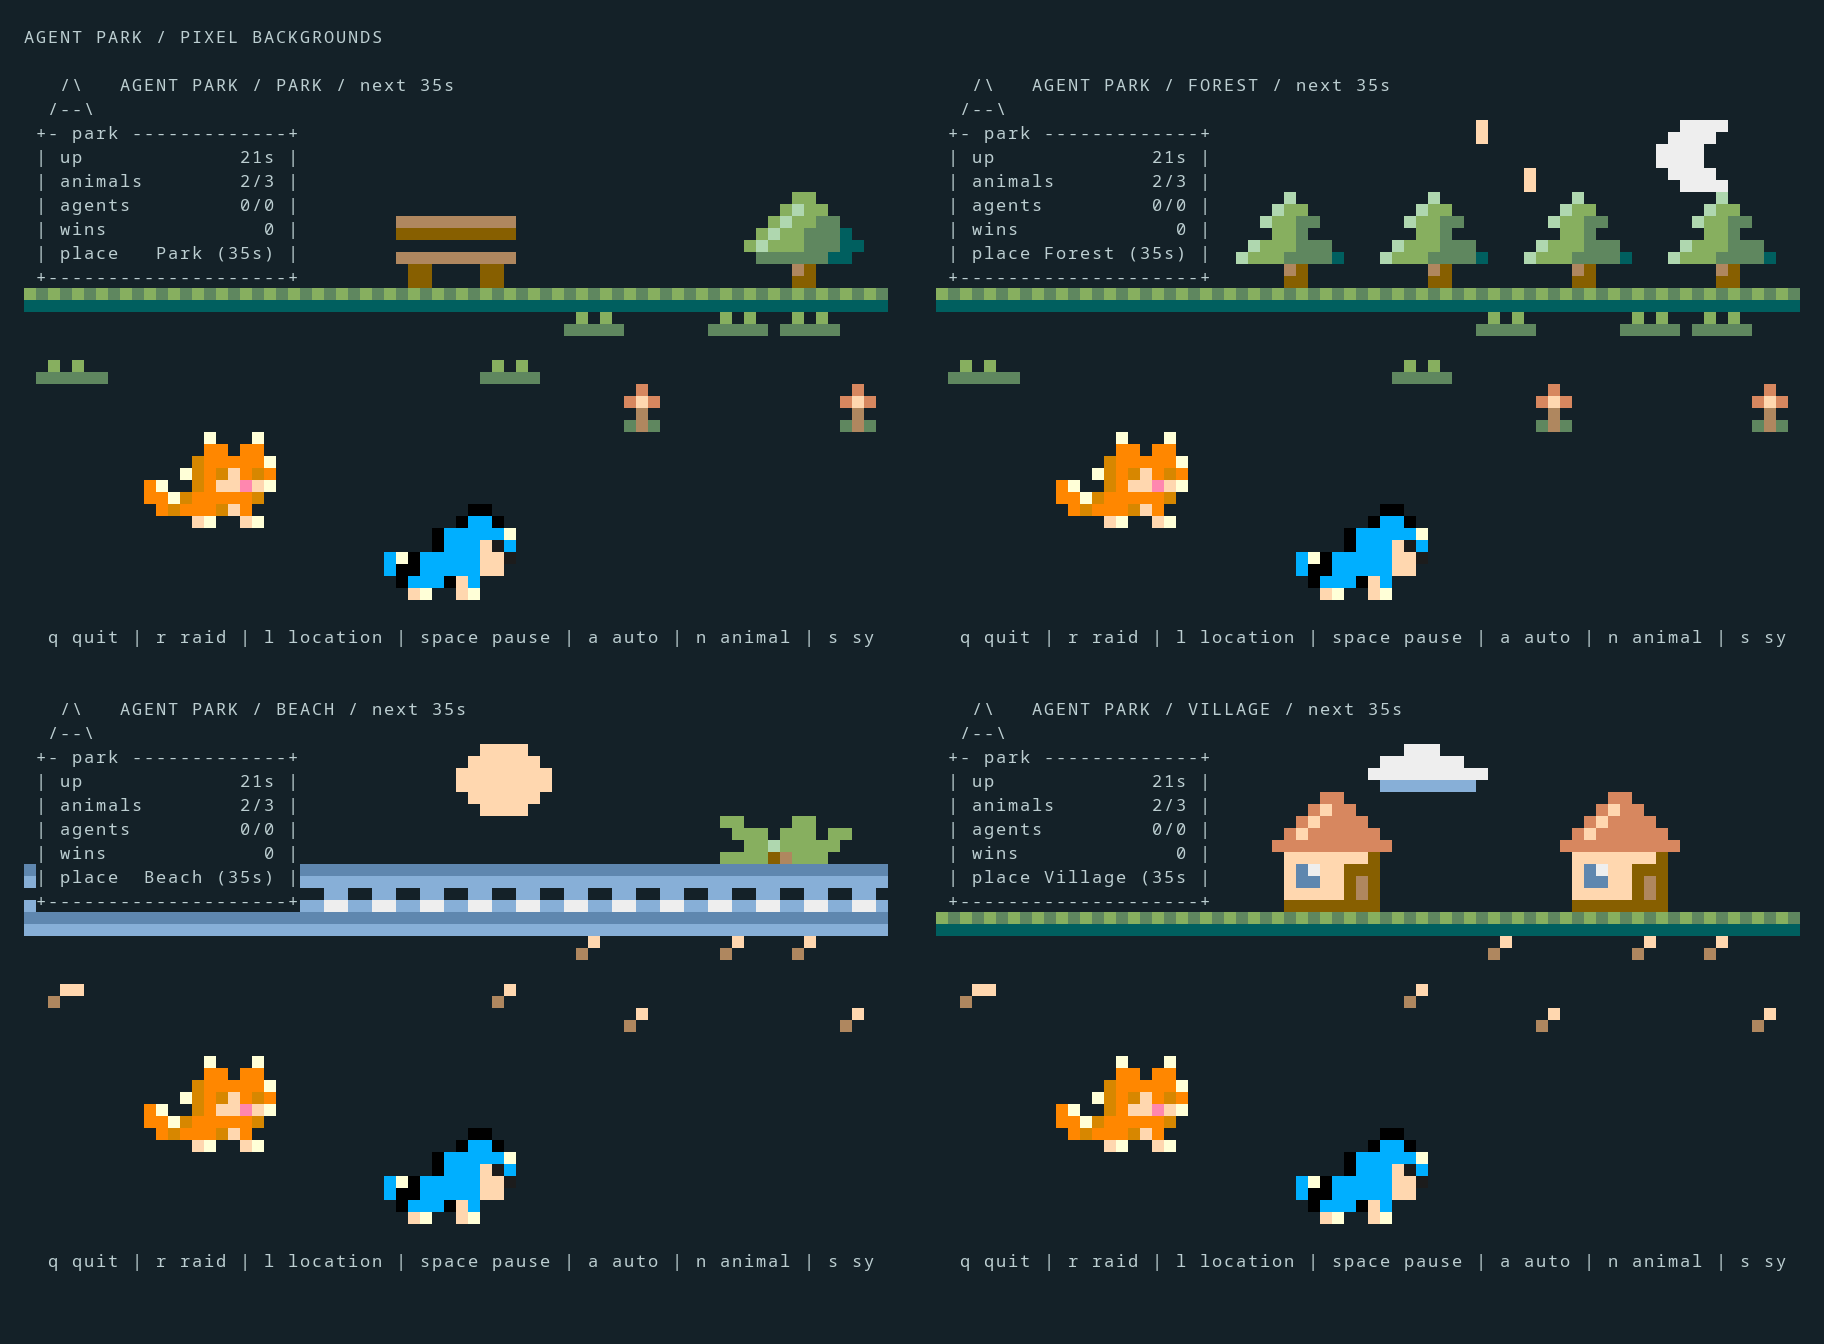 AGENT PARK / PIXEL BACKGROUNDS
/\   AGENT PARK / PARK / next 35s
/--\
+- park -------------+
| up             21s |
| animals        2/3 |
| agents         0/0 |
| wins             0 |
| place   Park (35s) |
+--------------------+
q quit | r raid | l location | space pause | a auto | n animal | s sy
/\   AGENT PARK / FOREST / next 35s
/--\
+- park -------------+
| up             21s |
| animals        2/3 |
| agents         0/0 |
| wins             0 |
| place Forest (35s) |
+--------------------+
q quit | r raid | l location | space pause | a auto | n animal | s sy
/\   AGENT PARK / BEACH / next 35s
/--\
+- park -------------+
| up             21s |
| animals        2/3 |
| agents         0/0 |
| wins             0 |
| place  Beach (35s) |
+--------------------+
q quit | r raid | l location | space pause | a auto | n animal | s sy
/\   AGENT PARK / VILLAGE / next 35s
/--\
+- park -------------+
| up             21s |
| animals        2/3 |
| agents         0/0 |
| wins             0 |
| place Village (35s |
+--------------------+
q quit | r raid | l location | space pause | a auto | n animal | s sy